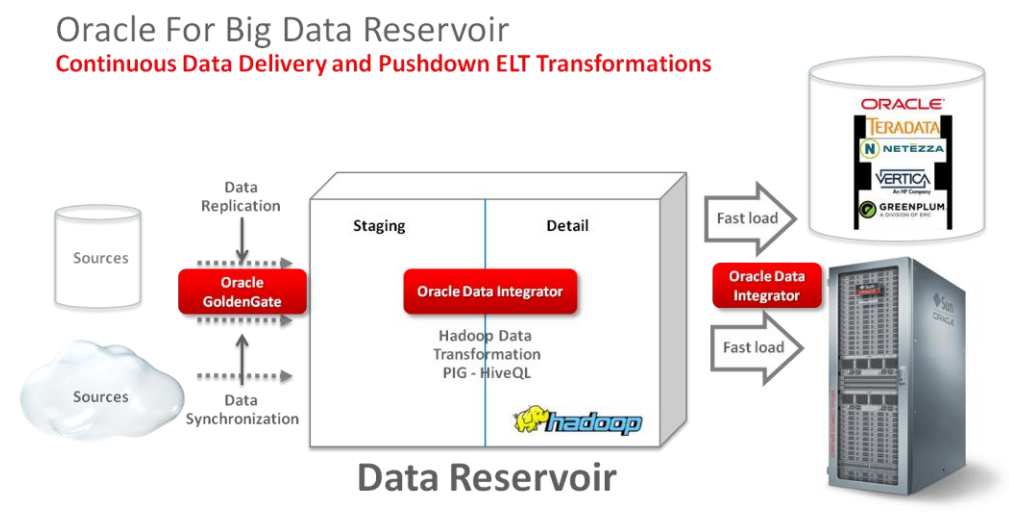 Oracle For Big Data Reservoir
Continuous Data Delivery and Pushdown ELT Transformations
ORACLE
TERADATA
N NETEZZA
VERTICA
An HP Company
GREENPLUM
A DIVISION OF EMC
Data
Replication
Sources
Oracle
GoldenGate
Sources
Data
Synchronization
Staging
Detail
Oracle Data Integrator
Hadoop Data
Transformation
PIG - HiveQL
hadoop
Data Reservoir
Fast load
Oracle Data
Integrator
Fast load
Sun
ORACLE